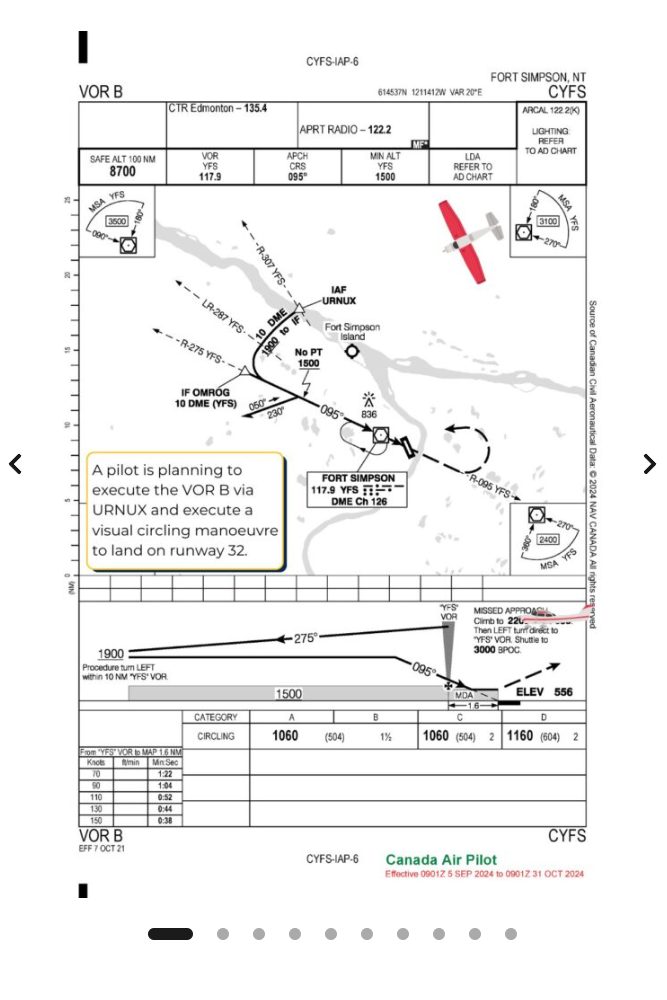 CYFS-IAP-6
FORT SIMPSON, NT
VOR B
614537N 1211412W VAR 20°E
CYFS
CTR Edmonton – 135.4
APRT RADIO – 122.2
MF*
ARCAL 122.2(K)
LIGHTING:
REFER
TO AD CHART
SAFE ALT 100 NM
8700
VOR
YFS
117.9
APCH
CRS
095°
MIN ALT
YFS
1500
LDA
REFER TO
AD CHART
25
20
15
10
5
0
(NM)
MSA YFS
3500
180°
090°
MSA YFS
3100
180°
270°
R-307 YFS
IAF
URNUX
10 DME
1900 to IF
LR-287 YFS
R-275 YFS
Fort Simpson
Island
No PT
1500
IF OMROG
10 DME (YFS)
050°
230°
095°
836
FORT SIMPSON
117.9 YFS
DME Ch 126
R-095 YFS
2400
270°
360°
MSA YFS
A pilot is planning to
execute the VOR B via
URNUX and execute a
visual circling manoeuvre
to land on runway 32.
Source of Canadian Civil Aeronautical Data: © 2024 NAV CANADA All rights reserved
"YFS"
VOR
MISSED APPROACH
Climb to
Then LEFT turn direct to
"YFS" VOR. Shuttle to
3000 BPOC.
275°
1900
Procedure turn LEFT
within 10 NM "YFS" VOR.
095°
1500
MDA
1.6
ELEV 556
CATEGORY A B C D
CIRCLING 1060 (504) 1½ 1060 (504) 2 1160 (604) 2
From "YFS" VOR to MAP 1.6 NM
Knots ft/min Min:Sec
70 1:22
90 1:04
110 0:52
130 0:44
150 0:38
VOR B
CYFS
EFF 7 OCT 21
CYFS-IAP-6
Canada Air Pilot
Effective 0901Z 5 SEP 2024 to 0901Z 31 OCT 2024